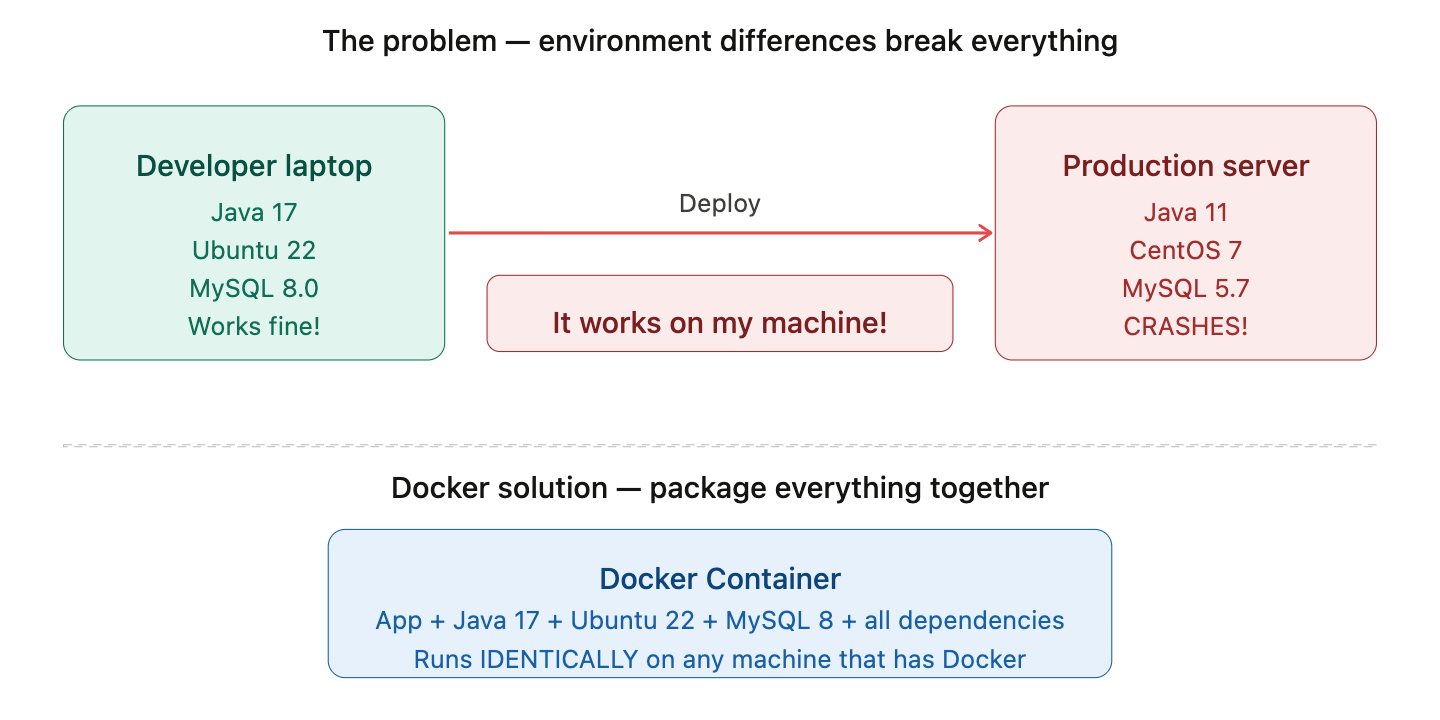 The problem — environment differences break everything
Developer laptop
Java 17
Ubuntu 22
MySQL 8.0
Works fine!
Deploy
It works on my machine!
Production server
Java 11
CentOS 7
MySQL 5.7
CRASHES!
Docker solution — package everything together
Docker Container
App + Java 17 + Ubuntu 22 + MySQL 8 + all dependencies
Runs IDENTICALLY on any machine that has Docker